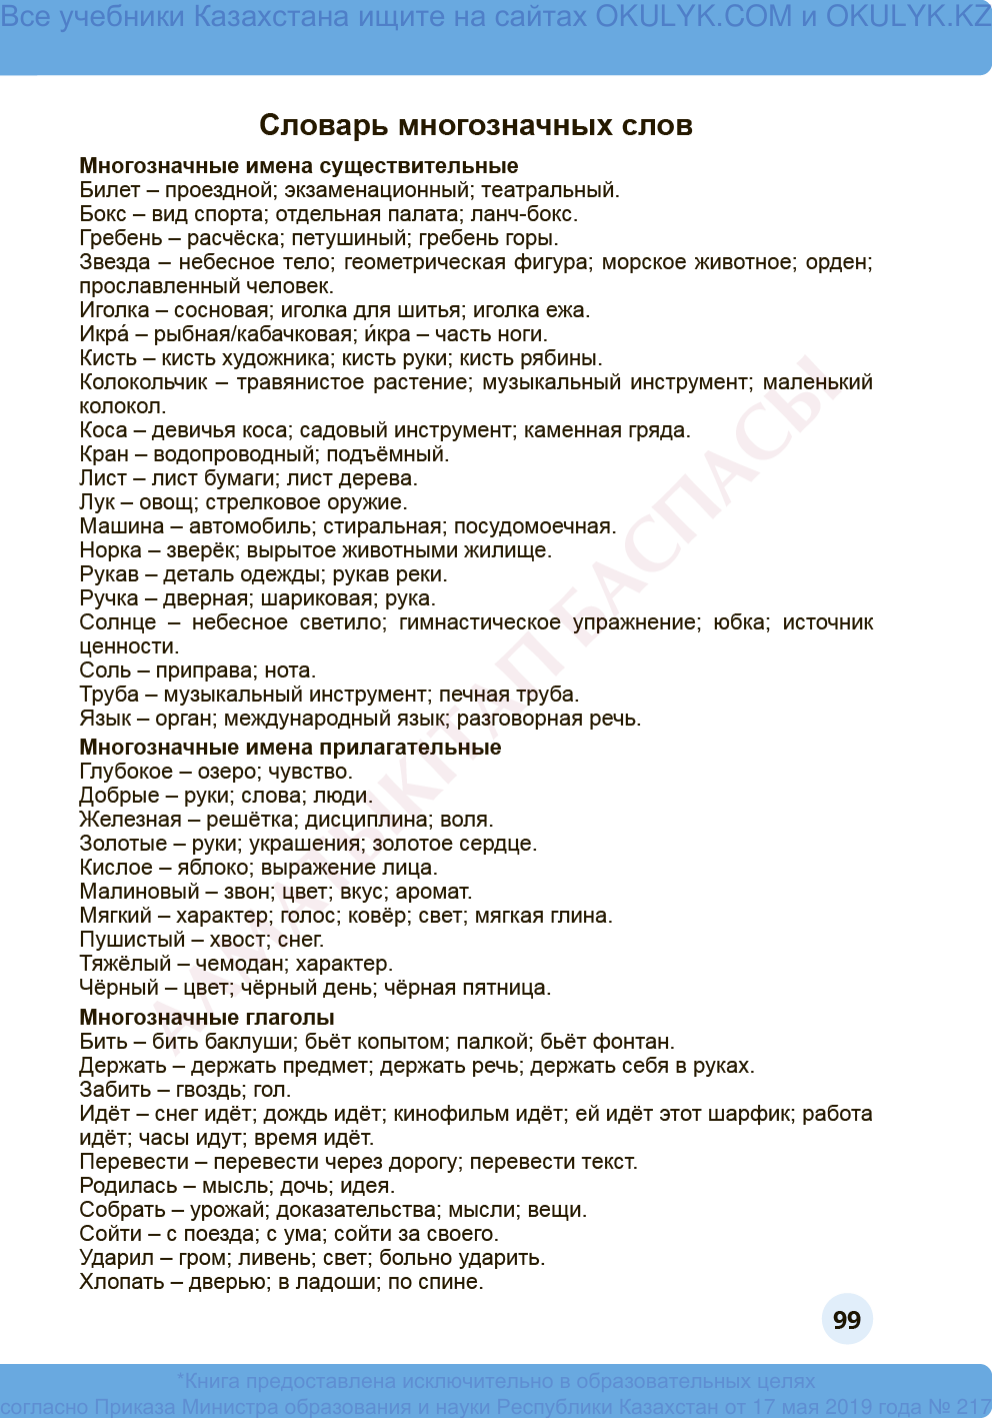 Все учебники Казахстана ищите на сайтах OKULYK.COM и OKULYK.KZ
Словарь многозначных слов
Многозначные имена существительные
Билет – проездной; экзаменационный; театральный.
Бокс – вид спорта; отдельная палата; ланч-бокс.
Гребень – расчёска; петушиный; гребень горы.
Звезда – небесное тело; геометрическая фигура; морское животное; орден;
прославленный человек.
Иголка – сосновая; иголка для шитья; иголка ежа.
Икра́ – рыбная/кабачковая; и́кра – часть ноги.
Кисть – кисть художника; кисть руки; кисть рябины.
Колокольчик – травянистое растение; музыкальный инструмент; маленький
колокол.
Коса – девичья коса; садовый инструмент; каменная гряда.
Кран – водопроводный; подъёмный.
Лист – лист бумаги; лист дерева.
Лук – овощ; стрелковое оружие.
Машина – автомобиль; стиральная; посудомоечная.
Норка – зверёк; вырытое животными жилище.
Рукав – деталь одежды; рукав реки.
Ручка – дверная; шариковая; рука.
Солнце – небесное светило; гимнастическое упражнение; юбка; источник
ценности.
Соль – приправа; нота.
Труба – музыкальный инструмент; печная труба.
Язык – орган; международный язык; разговорная речь.
Многозначные имена прилагательные
Глубокое – озеро; чувство.
Добрые – руки; слова; люди.
Железная – решётка; дисциплина; воля.
Золотые – руки; украшения; золотое сердце.
Кислое – яблоко; выражение лица.
Малиновый – звон; цвет; вкус; аромат.
Мягкий – характер; голос; ковёр; свет; мягкая глина.
Пушистый – хвост; снег.
Тяжёлый – чемодан; характер.
Чёрный – цвет; чёрный день; чёрная пятница.
Многозначные глаголы
Бить – бить баклуши; бьёт копытом; палкой; бьёт фонтан.
Держать – держать предмет; держать речь; держать себя в руках.
Забить – гвоздь; гол.
Идёт – снег идёт; дождь идёт; кинофильм идёт; ей идёт этот шарфик; работа
идёт; часы идут; время идёт.
Перевести – перевести через дорогу; перевести текст.
Родилась – мысль; дочь; идея.
Собрать – урожай; доказательства; мысли; вещи.
Сойти – с поезда; с ума; сойти за своего.
Ударил – гром; ливень; свет; больно ударить.
Хлопать – дверью; в ладоши; по спине.
АЛМАТЫКІТАП БАСПАСЫ
99
*Книга предоставлена исключительно в образовательных целях
согласно Приказа Министра образования и науки Республики Казахстан от 17 мая 2019 года № 217